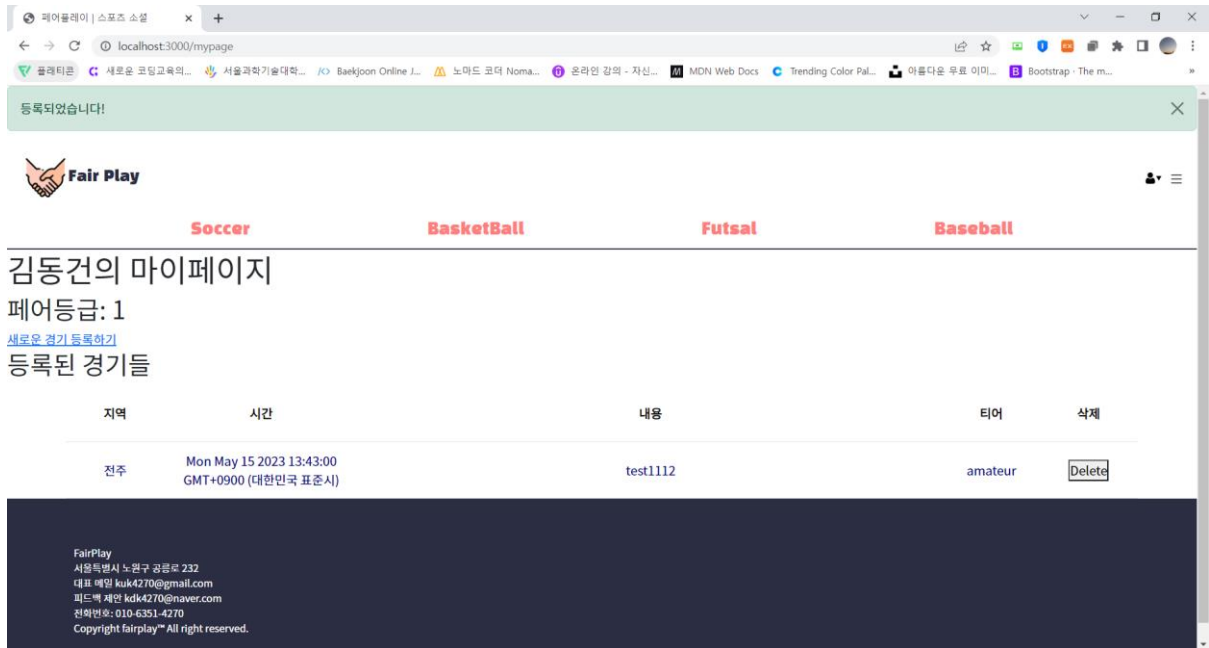 페어플레이 | 스포츠 소셜
localhost:3000/mypage
플래티콘 새로운 코딩교육의... 서울과학기술대학... Baekjoon Online J... 노마드 코더 Noma... 온라인 강의 - 자신... MDN Web Docs Trending Color Pal... 아름다운 무료 이미... Bootstrap · The m... »
등록되었습니다!
Fair Play
Soccer BasketBall Futsal Baseball
김동건의 마이페이지
페어등급: 1
새로운 경기 등록하기
등록된 경기들
지역 시간 내용 티어 삭제
전주 Mon May 15 2023 13:43:00 test1112 amateur Delete
GMT+0900 (대한민국 표준시)
FairPlay
서울특별시 노원구 공릉로 232
대표 메일 kuk4270@gmail.com
피드백 제안 kdk4270@naver.com
전화번호: 010-6351-4270
Copyright fairplay™ All right reserved.